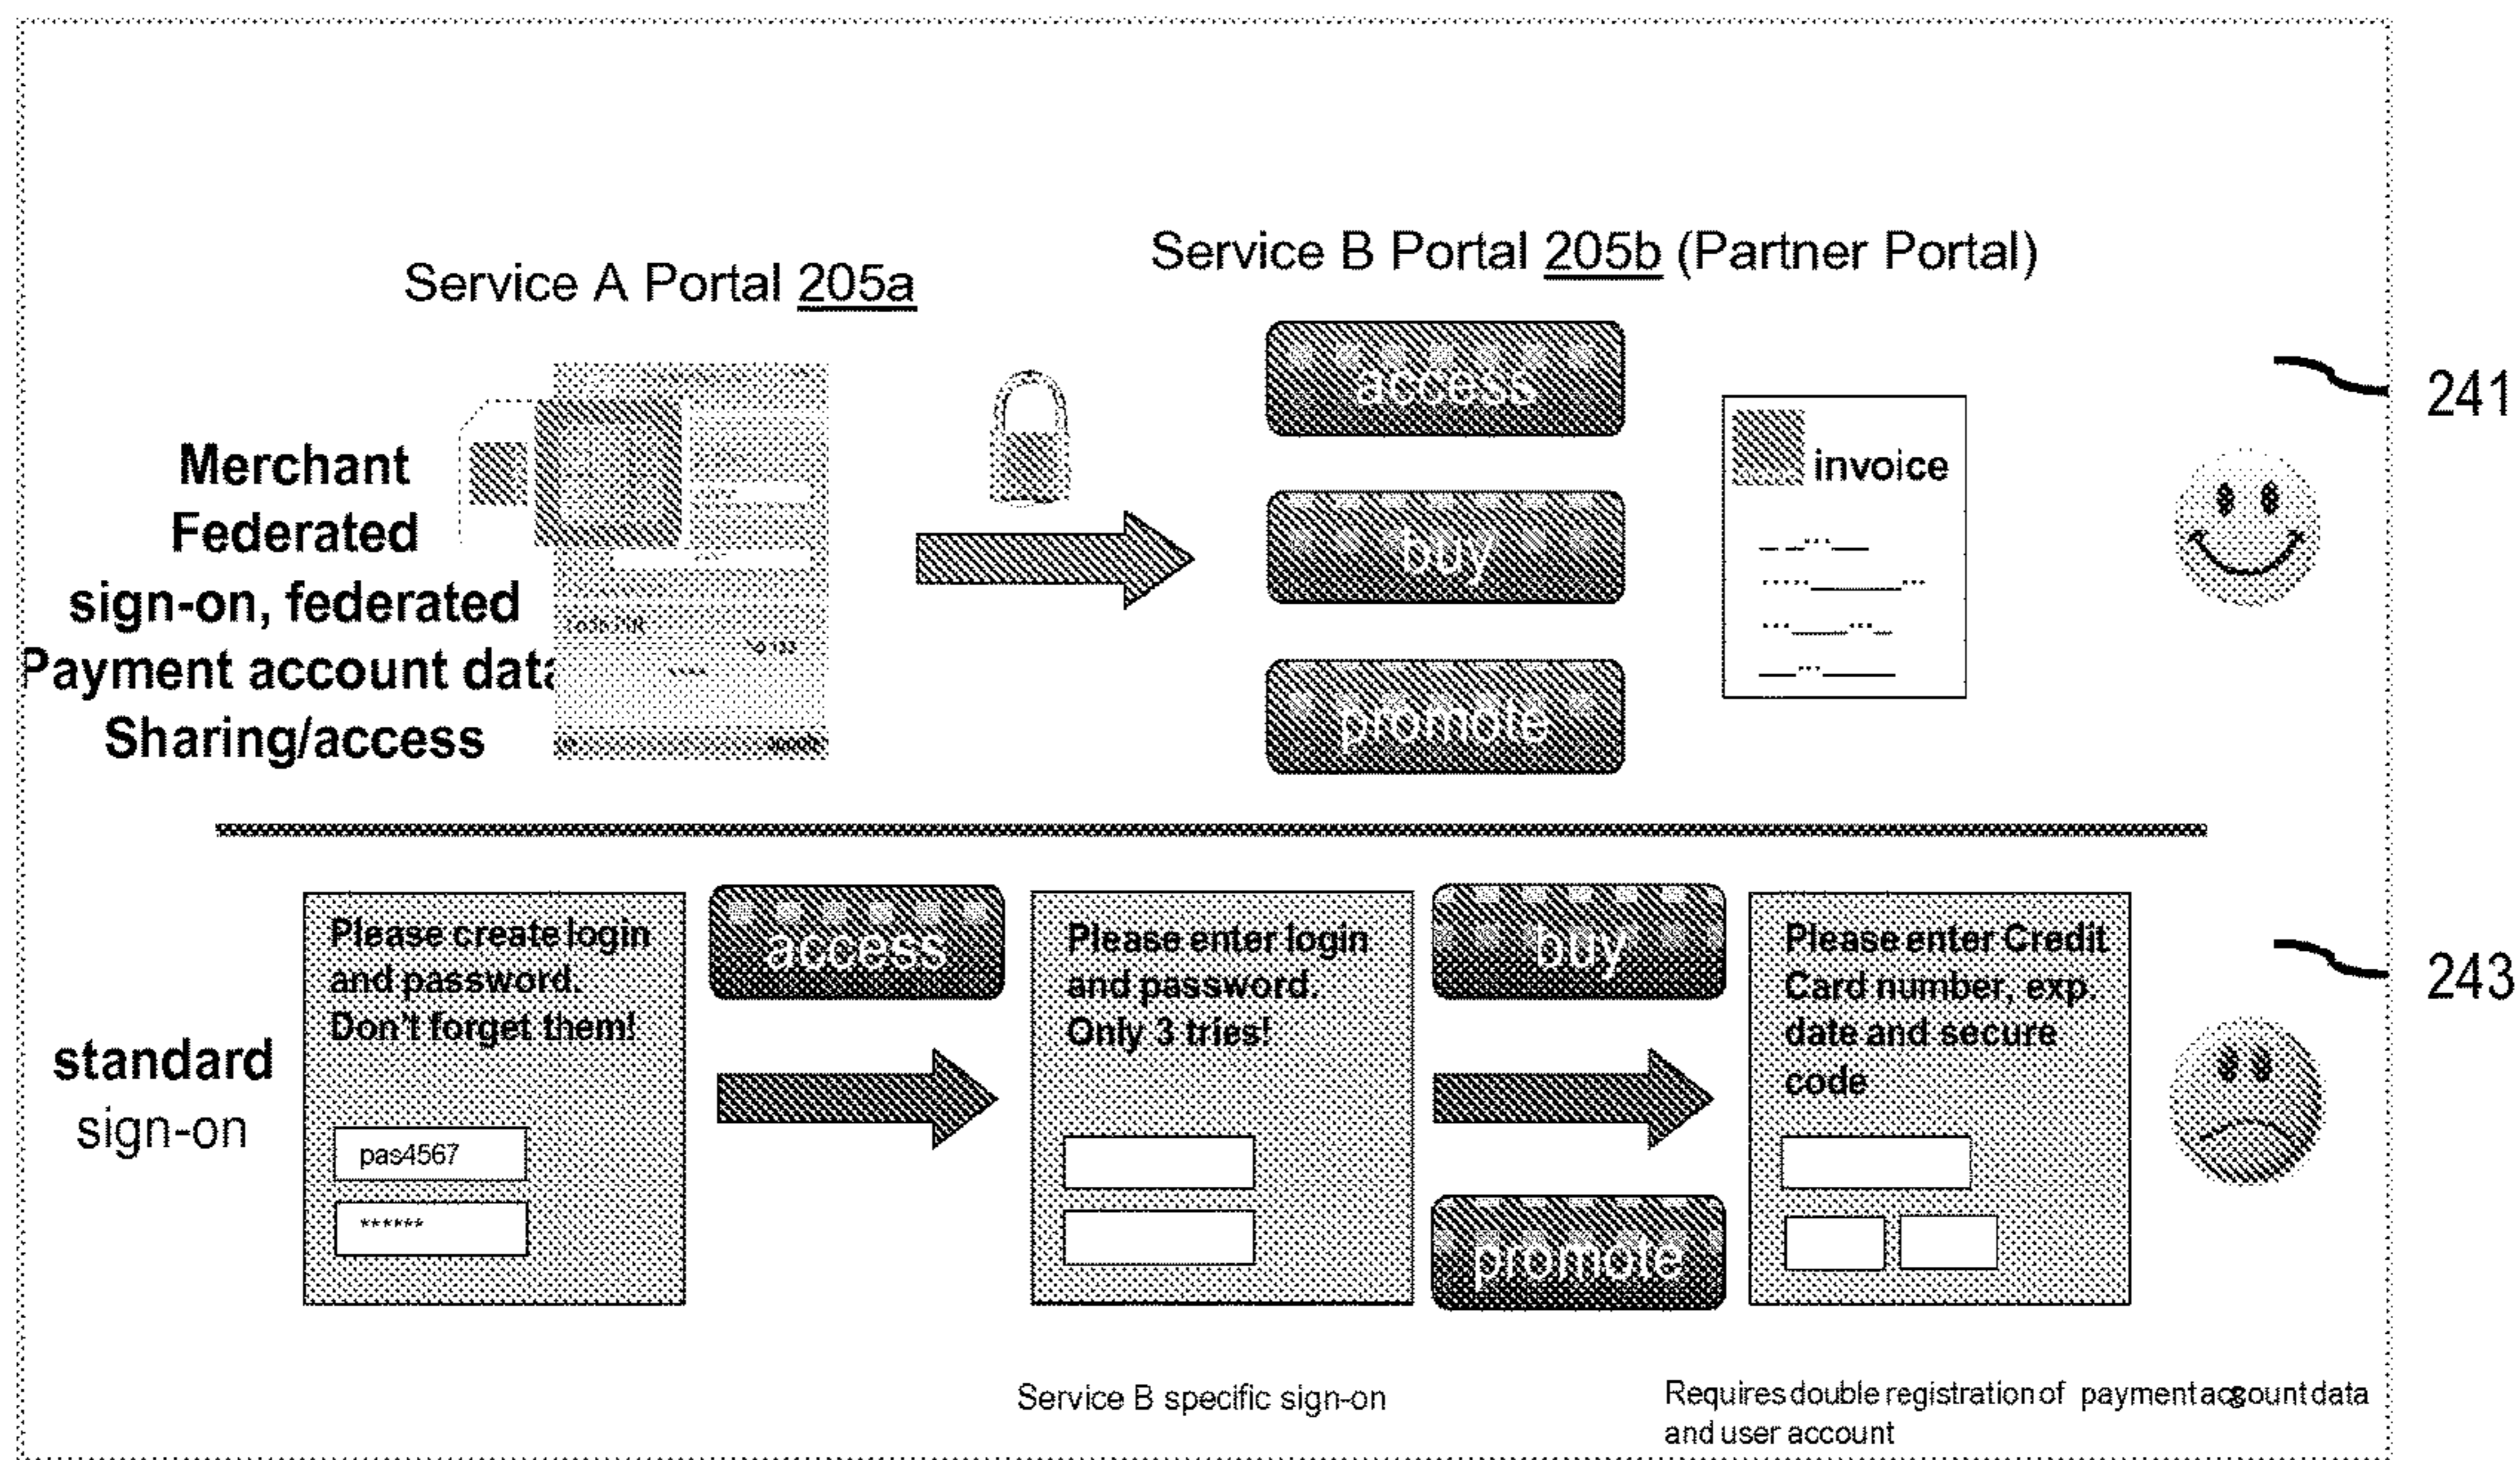 Service A Portal 205a
Service B Portal 205b (Partner Portal)
241
Merchant
Federated
sign-on, federated
Payment account data
Sharing/access
access
buy
promote
invoice
standard
sign-on
Please create login
and password.
Don't forget them!
pas4567
******
access
Please enter login
and password.
Only 3 tries!
buy
promote
Please enter Credit
Card number, exp.
date and secure
code
243
Service B specific sign-on
Requires double registration of payment account data
and user account